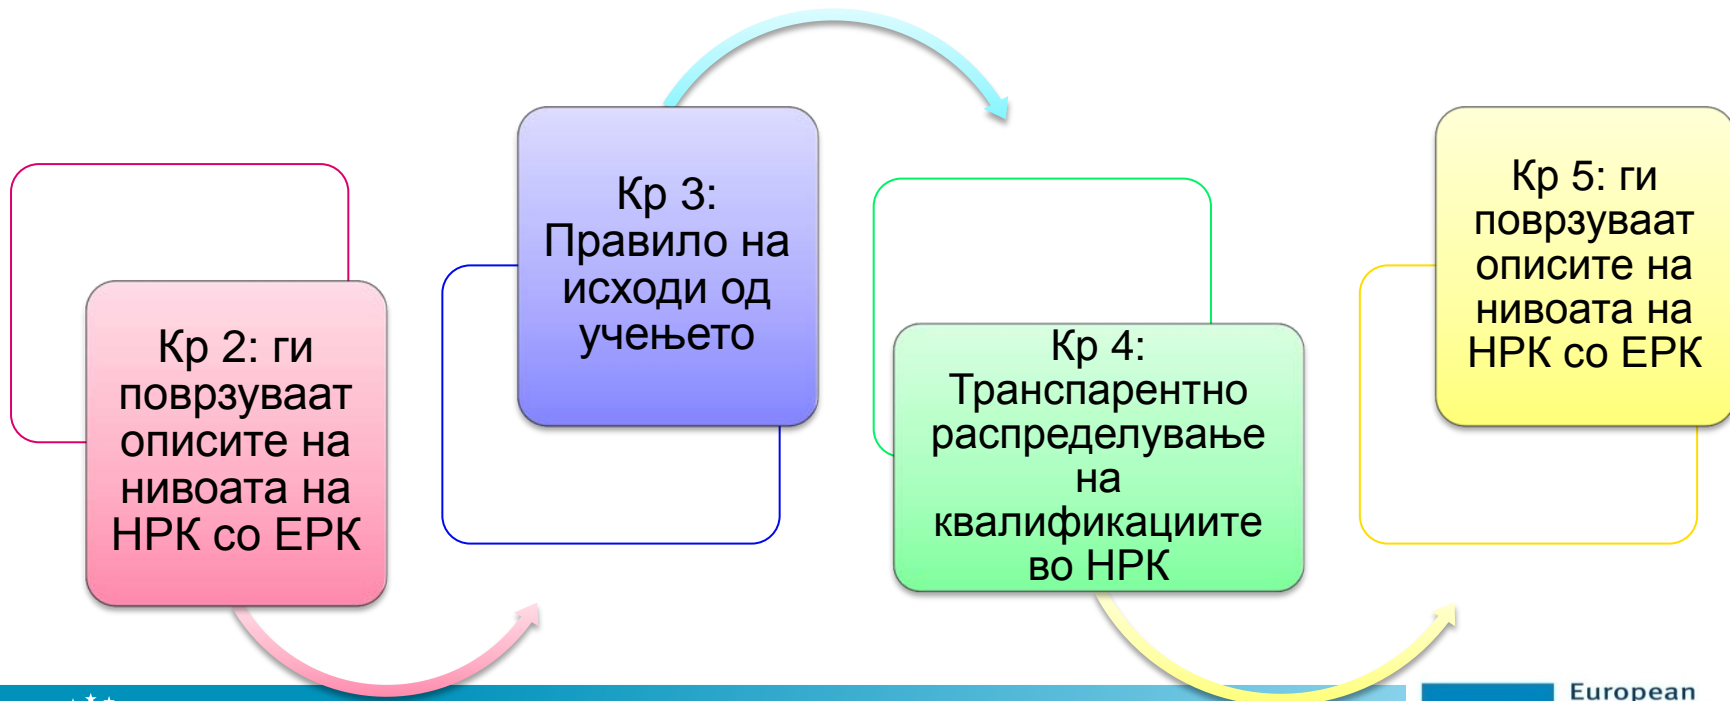 Кр 2: ги
поврзуваат
описите на
нивоата на
НРК со ЕРК
Кр 3:
Правило на
исходи од
учењето
Кр 4:
Транспарентно
распределување
на
квалификациите
во НРК
Кр 5: ги
поврзуваат
описите на
нивоата на
НРК со ЕРК
European